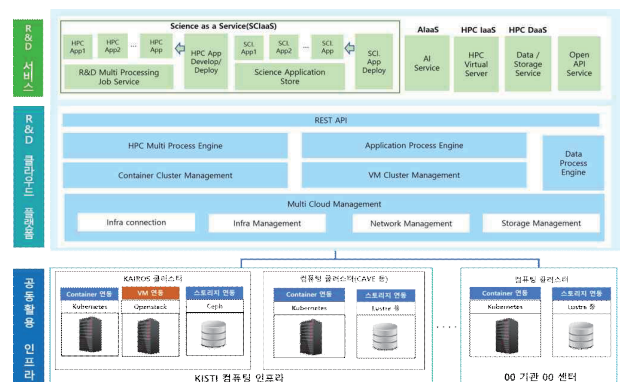 R&D 서비스
Science as a Service(SCIaaS)
HPC App1
HPC App2
...
HPC App
HPC App Develop/ Deploy
R&D Multi Processing Job Service
SCI. App1
SCI. App2
...
SCI. App
SCI. App Deploy
Science Application Store
AIaaS
AI Service
HPC IaaS
HPC Virtual Server
HPC DaaS
Data / Storage Service
Open API Service
R&D 클라우드 플랫폼
REST API
HPC Multi Process Engine
Application Process Engine
Data Process Engine
Container Cluster Management
VM Cluster Management
Multi Cloud Management
Infra connection
Infra Management
Network Management
Storage Management
공동활용 인프라
KAIROS 클러스터
Container 연동
VM 연동
스토리지 연동
Kubernetes
Openstack
Ceph
컴퓨팅 클러스터(CAVE 등)
Container 연동
스토리지 연동
Kubernetes
Lustre 등
KISTI 컴퓨팅 인프라
....
컴퓨팅 클러스터
Container 연동
스토리지 연동
Kubernetes
Lustre 등
00 기관 00 센터